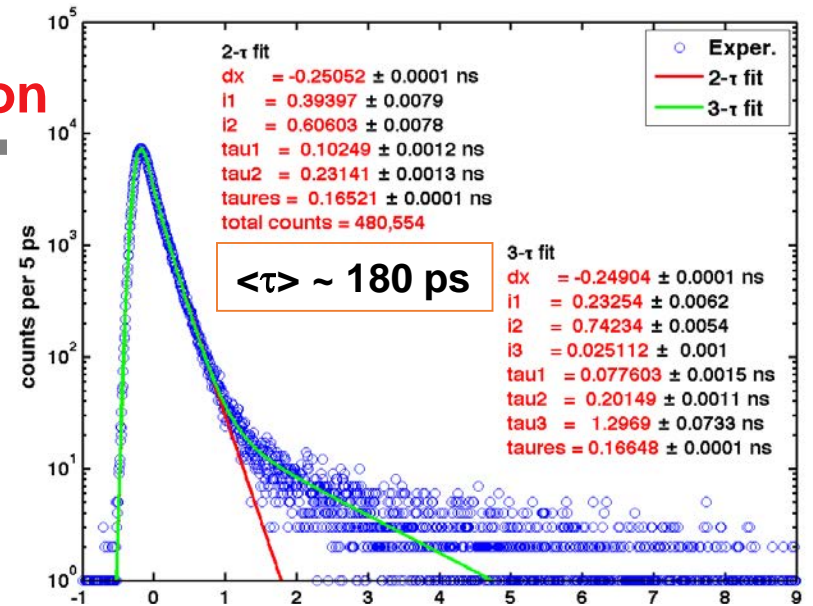 on
10^5
10^4
10^3
10^2
10^1
10^0
counts per 5 ps
2-τ fit
dx = -0.25052 ± 0.0001 ns
i1 = 0.39397 ± 0.0079
i2 = 0.60603 ± 0.0078
tau1 = 0.10249 ± 0.0012 ns
tau2 = 0.23141 ± 0.0013 ns
taures = 0.16521 ± 0.0001 ns
total counts = 480,554
<τ> ~ 180 ps
Exper.
2-τ fit
3-τ fit
3-τ fit
dx = -0.24904 ± 0.0001 ns
i1 = 0.23254 ± 0.0062
i2 = 0.74234 ± 0.0054
i3 = 0.025112 ± 0.001
tau1 = 0.077603 ± 0.0015 ns
tau2 = 0.20149 ± 0.0011 ns
tau3 = 1.2969 ± 0.0733 ns
taures = 0.16648 ± 0.0001 ns
-1 0 1 2 3 4 5 6 7 8 9